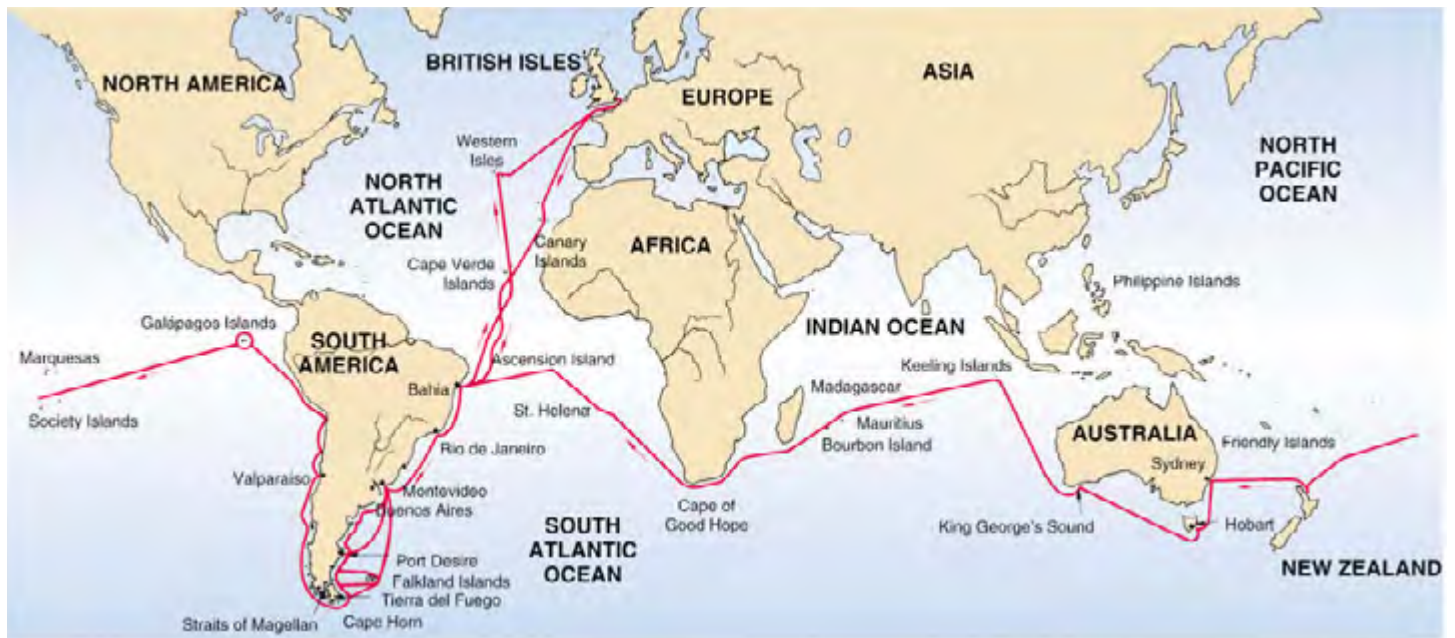 BRITISH ISLES
NORTH AMERICA
ASIA
EUROPE
Western
Isles
NORTH
PACIFIC
OCEAN
NORTH
ATLANTIC
OCEAN
AFRICA
Canary
Islands
Cape Verde
Islands
Philippine Islands
Galápagos Islands
INDIAN OCEAN
SOUTH
AMERICA
Marquesas
Ascension Island
Keeling Islands
Bahia
Madagascar
Society Islands
St. Helena
Mauritius
Bourbon Island
AUSTRALIA
Friendly Islands
Rio de Janeiro
Sydney
Valparaiso
Montevideo
Buenos Aires
Cape of
Good Hope
King George's Sound
Hobart
SOUTH
ATLANTIC
OCEAN
Port Desire
Falkland Islands
Tierra del Fuego
NEW ZEALAND
Straits of Magellan
Cape Horn